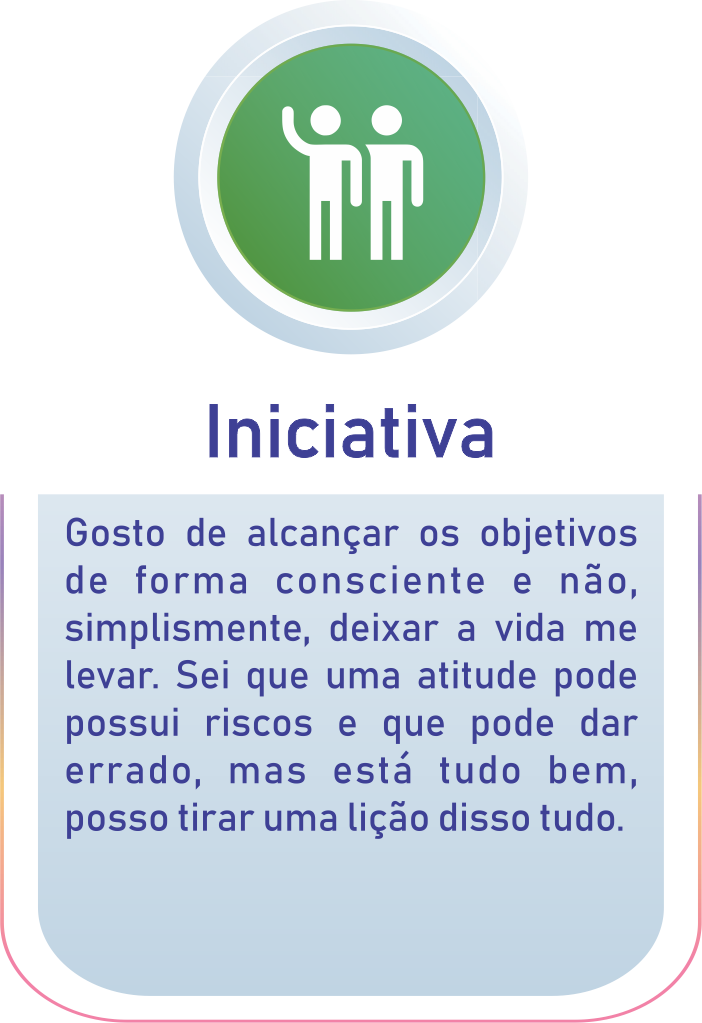 Iniciativa
Gosto de alcançar os objetivos
de forma consciente e não,
simplismente, deixar a vida me
levar. Sei que uma atitude pode
possui riscos e que pode dar
errado, mas está tudo bem,
posso tirar uma lição disso tudo.